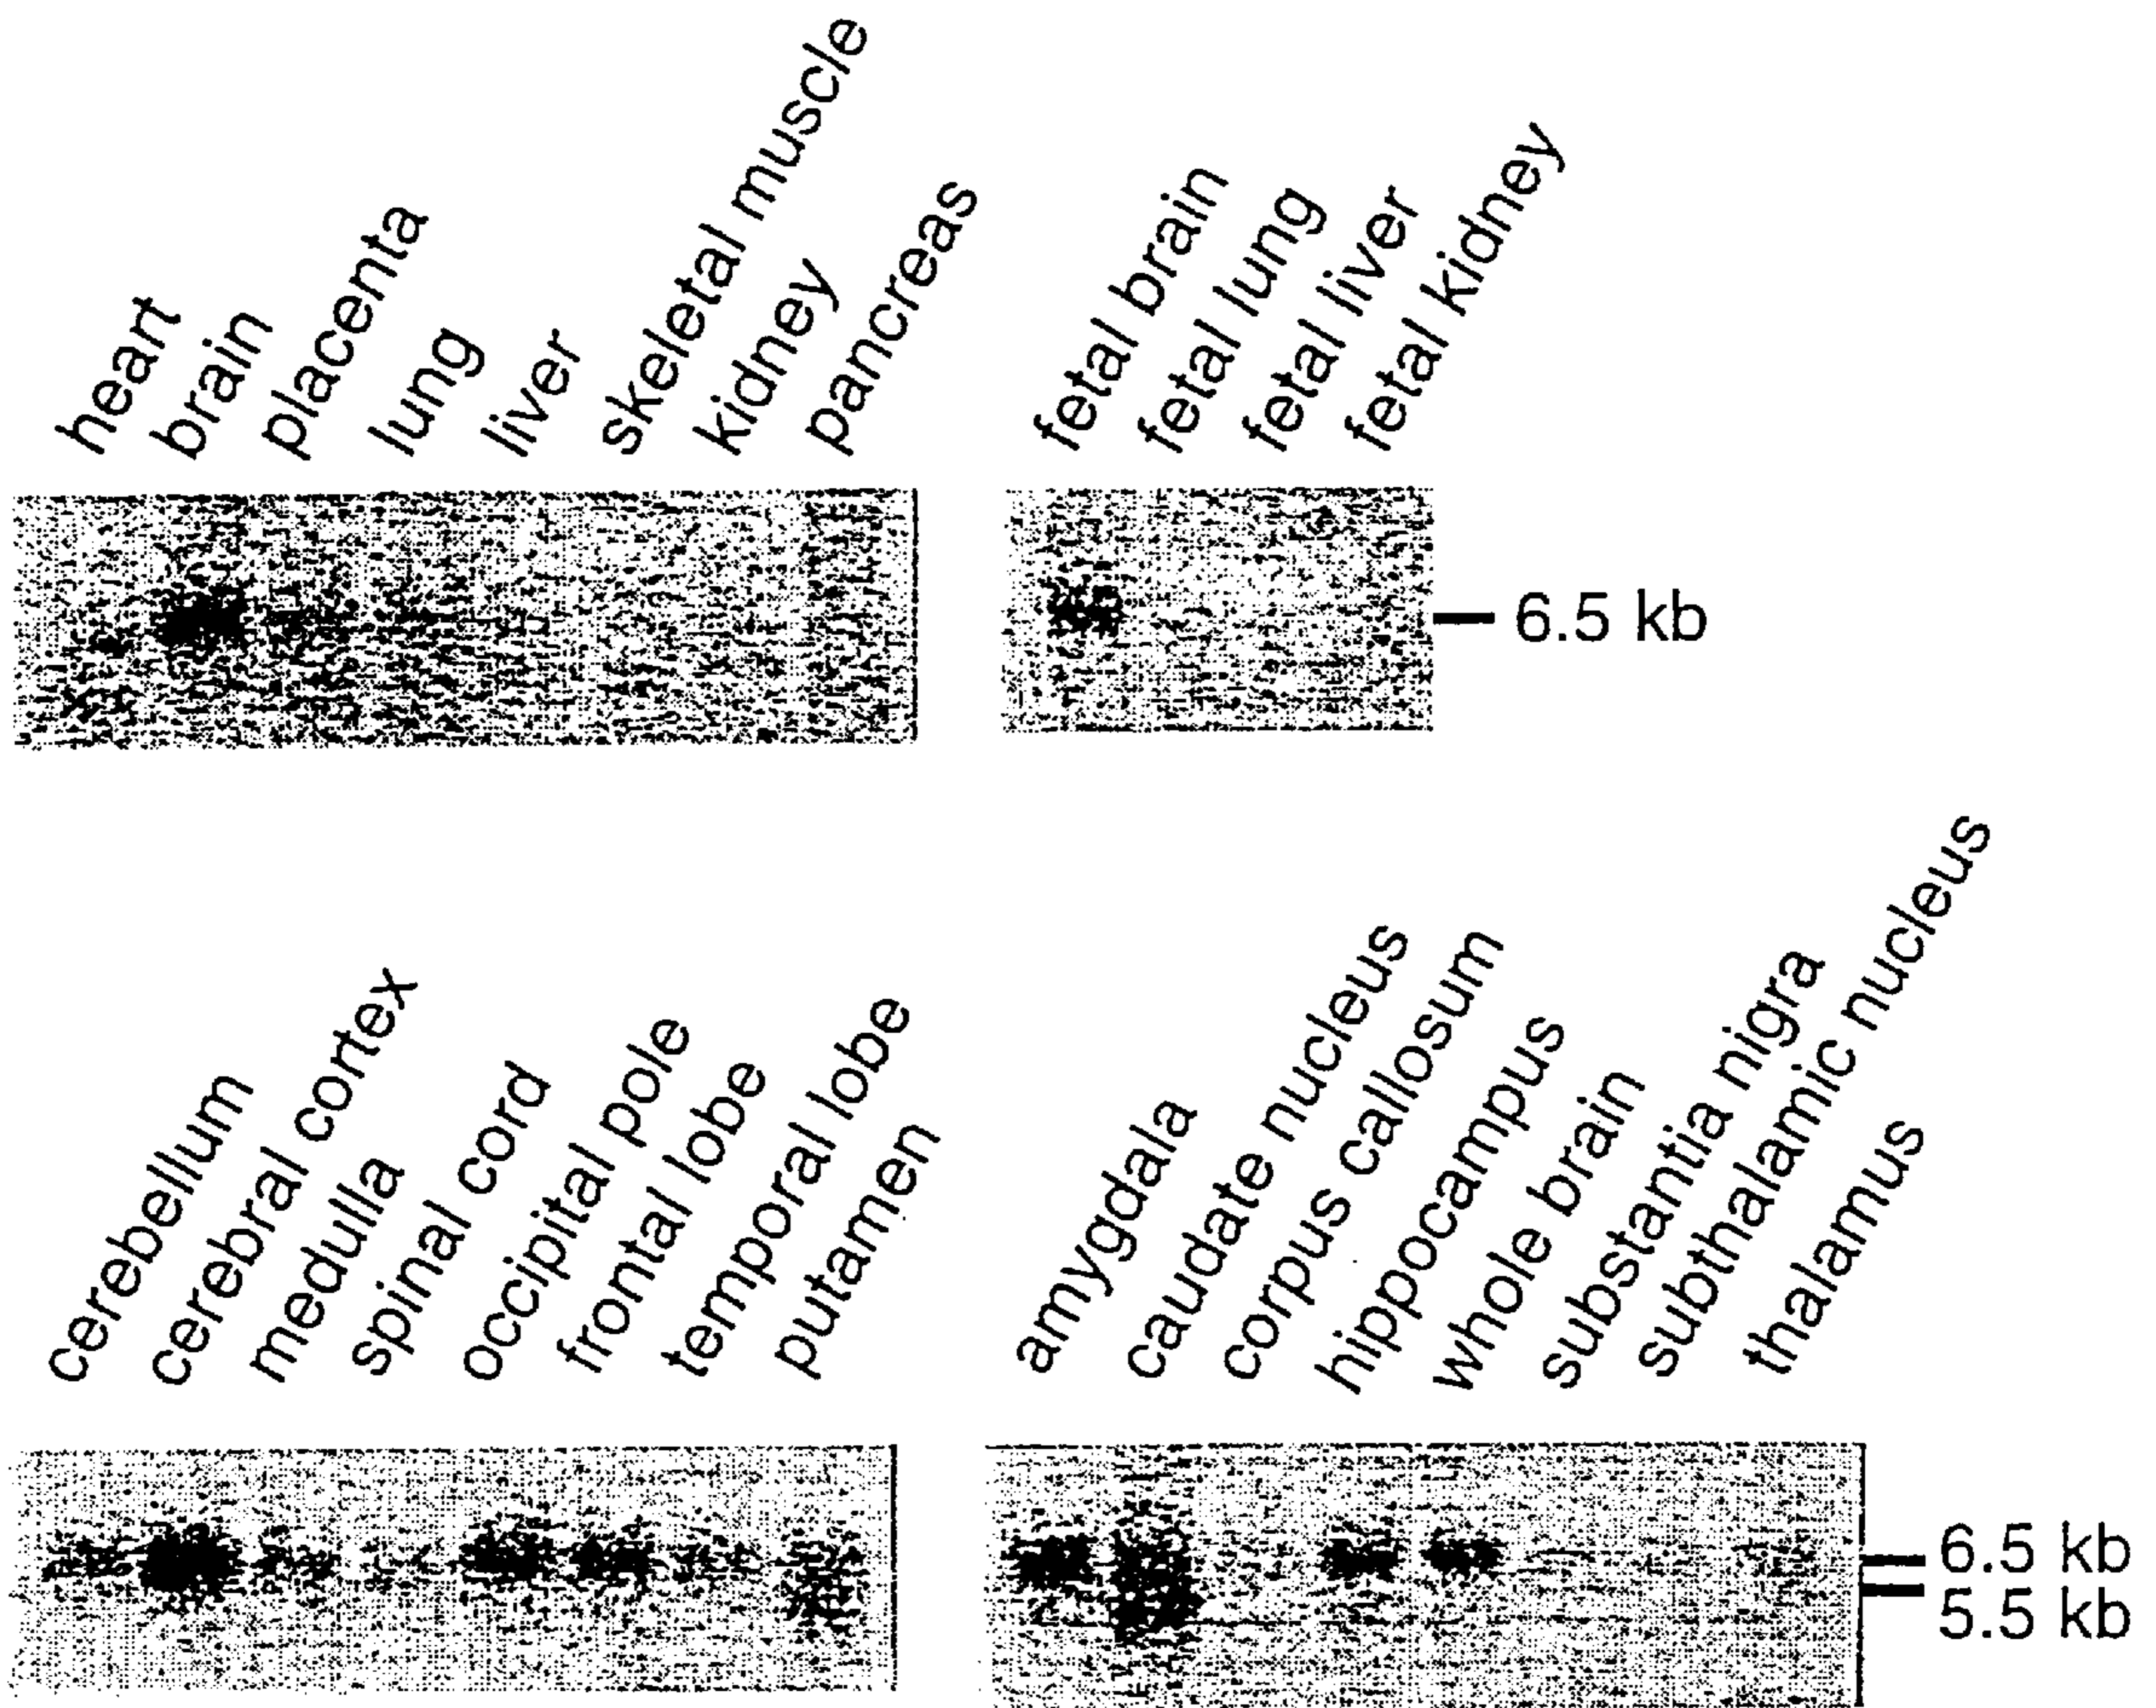 heart
brain
placenta
lung
liver
skeletal muscle
kidney
pancreas
fetal brain
fetal lung
fetal liver
fetal kidney
6.5 kb
cerebellum
cerebral cortex
medulla
spinal cord
occipital pole
frontal lobe
temporal lobe
putamen
amygdala
caudate nucleus
corpus callosum
hippocampus
whole brain
substantia nigra
subthalamic nucleus
thalamus
6.5 kb
5.5 kb